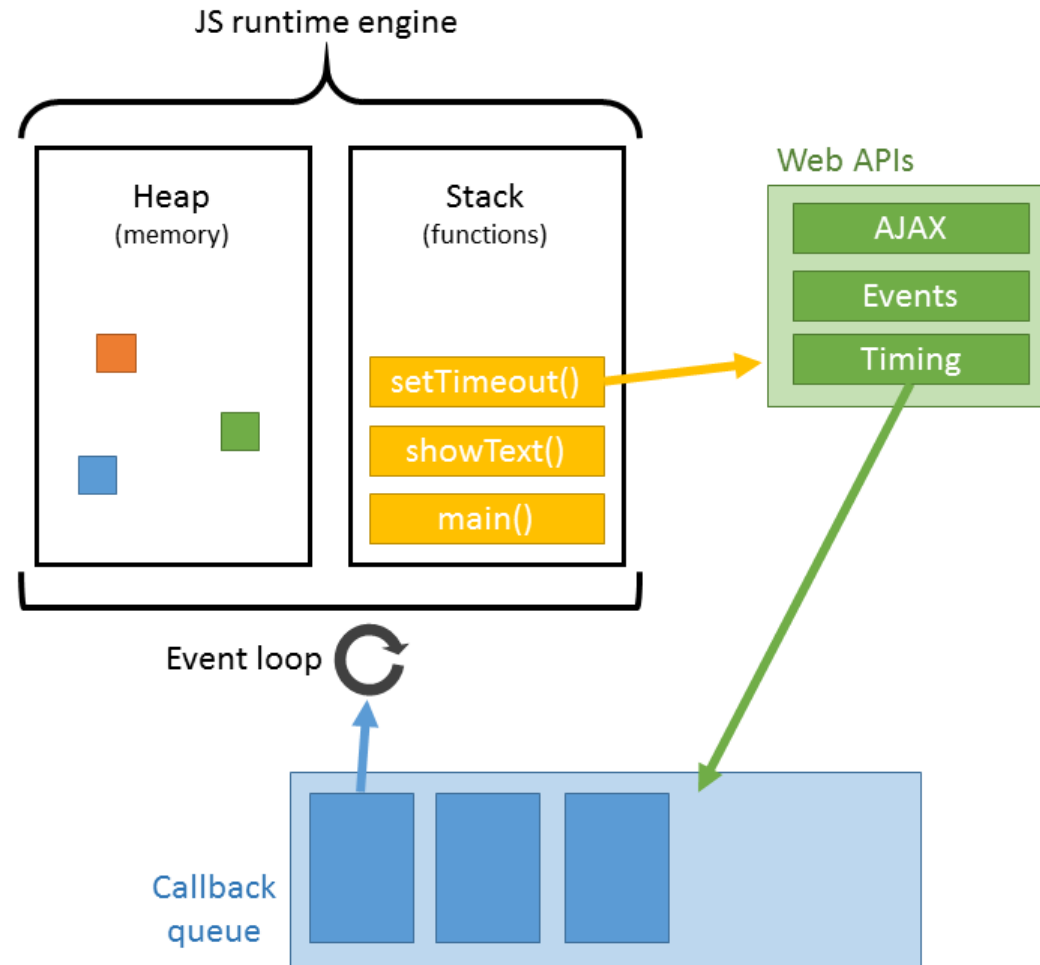 JS runtime engine
Heap
(memory)
Stack
(functions)
setTimeout()
showText()
main()
Web APIs
AJAX
Events
Timing
Event loop
Callback
queue